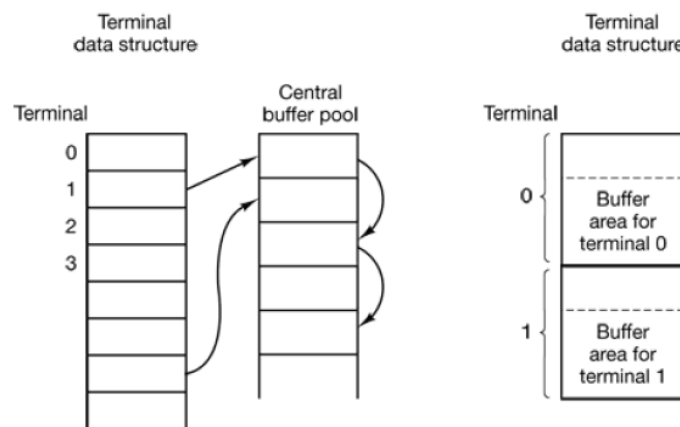 Terminal
data structure
Terminal
Central
buffer pool
0
1
2
3
Terminal
data structure
Terminal
0
Buffer
area for
terminal 0
1
Buffer
area for
terminal 1